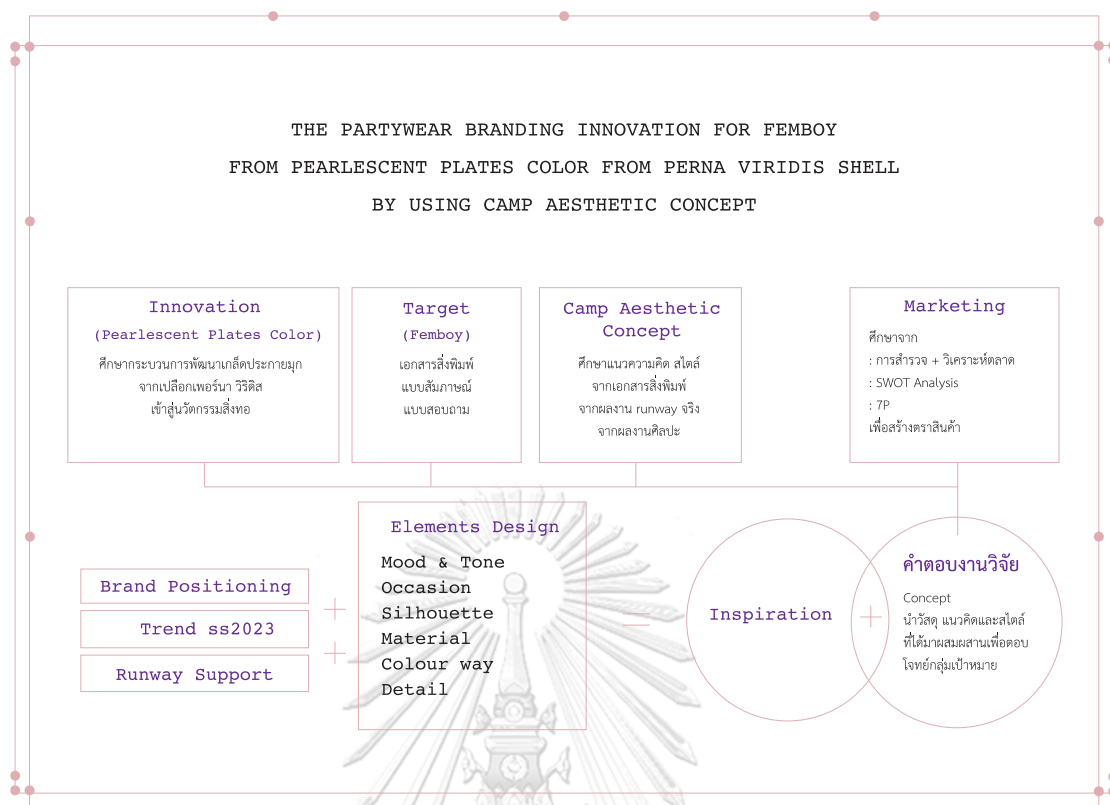 THE PARTYWEAR BRANDING INNOVATION FOR FEMBOY
FROM PEARLESCENT PLATES COLOR FROM PERNA VIRIDIS SHELL
BY USING CAMP AESTHETIC CONCEPT
Innovation
(Pearlescent Plates Color)
ศึกษากระบวนการพัฒนาเกล็ดประกายมุก
จากเปลือกเพอร์นา วิริดิส
เข้าสู่นวัตกรรมสิ่งทอ
Target
(Femboy)
เอกสารสิ่งพิมพ์
แบบสัมภาษณ์
แบบสอบถาม
Camp Aesthetic
Concept
ศึกษาแนวความคิด สไตล์
จากเอกสารสิ่งพิมพ์
จากผลงาน runway จริง
จากผลงานศิลปะ
Marketing
ศึกษาจาก
: การสำรวจ + วิเคราะห์ตลาด
: SWOT Analysis
: 7P
เพื่อสร้างตราสินค้า
Brand Positioning
Trend ss2023
Runway Support
Elements Design
Mood & Tone
Occasion
Silhouette
Material
Colour way
Detail
Inspiration
คำตอบงานวิจัย
Concept
นำวัสดุ แนวคิดและสไตล์
ที่ได้มาผสมผสานเพื่อตอบ
โจทย์กลุ่มเป้าหมาย